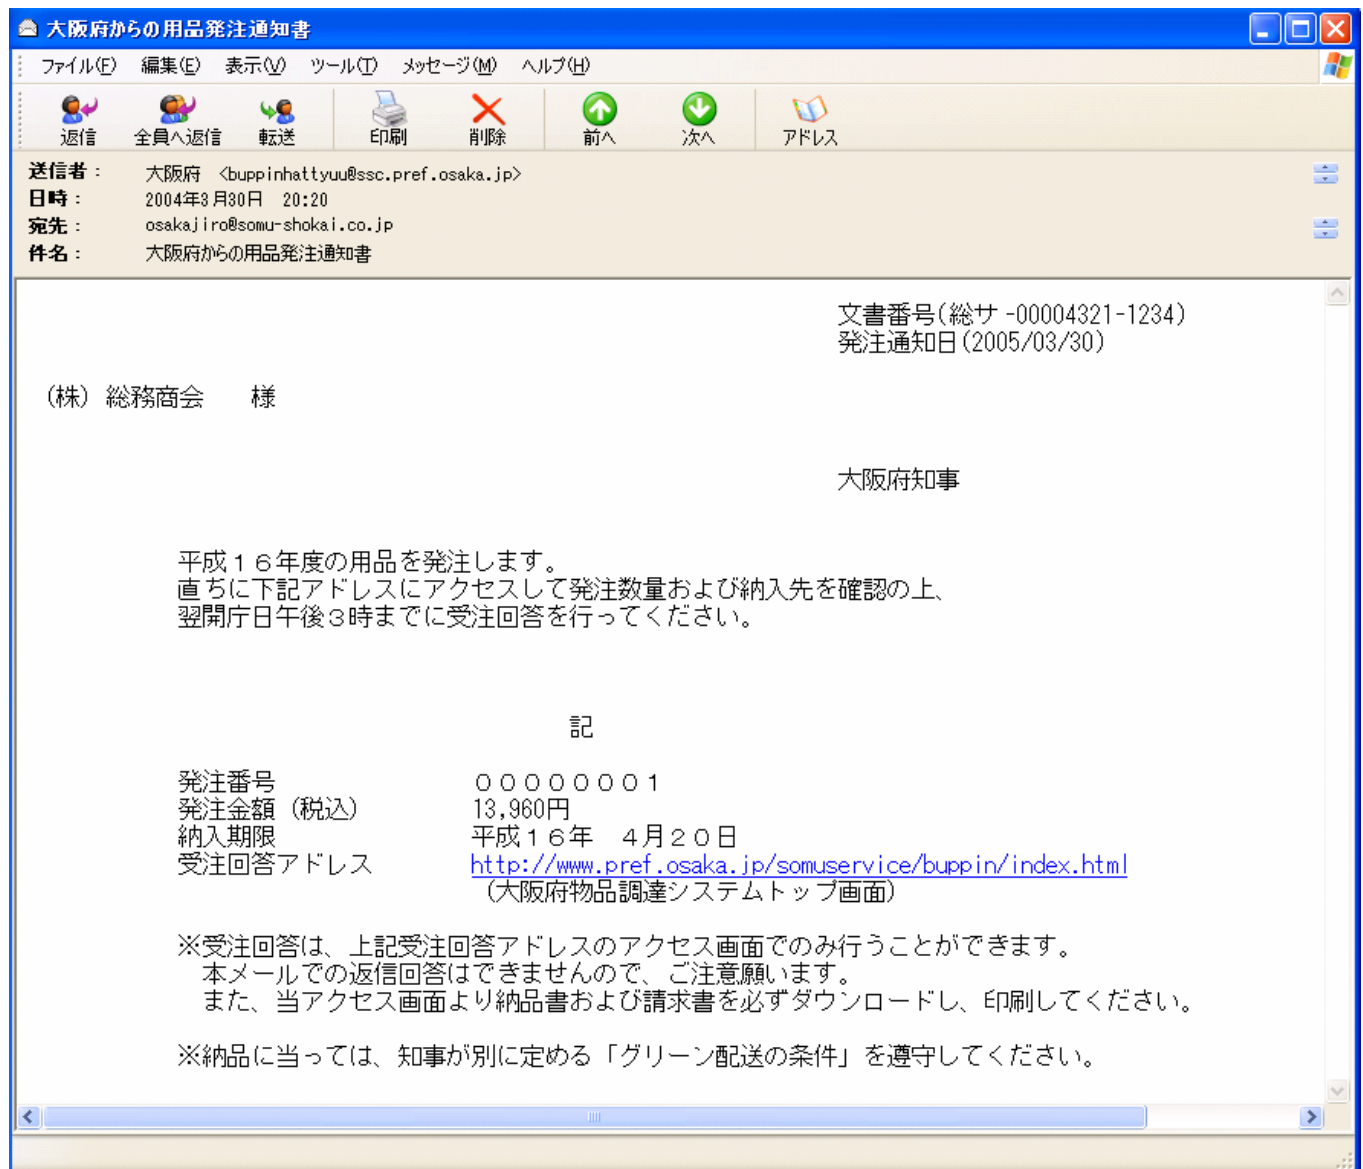 大阪府からの用品発注通知書
ファイル(F) 編集(E) 表示(V) ツール(T) メッセージ(M) ヘルプ(H)
返信 全員へ返信 転送 印刷 削除 前へ 次へ アドレス
送信者： 大阪府 <buppinhattyuu@ssc.pref.osaka.jp>
日時： 2004年3月30日 20:20
宛先： osakajiro@somu-shokai.co.jp
件名： 大阪府からの用品発注通知書
文書番号(総サ -00004321-1234)
発注通知日(2005/03/30)
(株) 総務商会 様
大阪府知事
平成１６年度の用品を発注します。
直ちに下記アドレスにアクセスして発注数量および納入先を確認の上、
翌開庁日午後３時までに受注回答を行ってください。
記
発注番号 ００００００００１
発注金額（税込） 13,960円
納入期限 平成１６年 ４月２０日
受注回答アドレス http://www.pref.osaka.jp/somuservice/buppin/index.html
（大阪府物品調達システムトップ画面）
※受注回答は、上記受注回答アドレスのアクセス画面でのみ行うことができます。
本メールでの返信回答はできませんので、ご注意願います。
また、当アクセス画面より納品書および請求書を必ずダウンロードし、印刷してください。
※納品に当っては、知事が別に定める「グリーン配送の条件」を遵守してください。